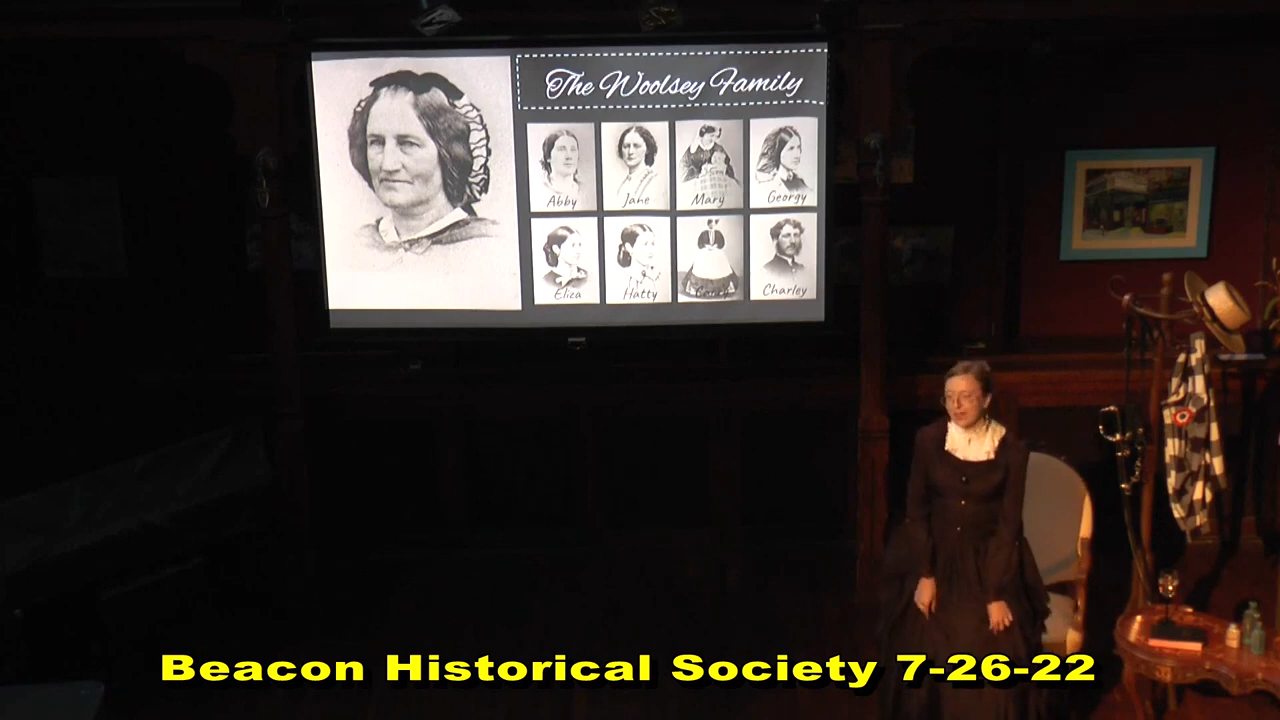 The Woolsey Family
Abby Jane Mary Georgy
Eliza Hatty Charley
Beacon Historical Society 7-26-22